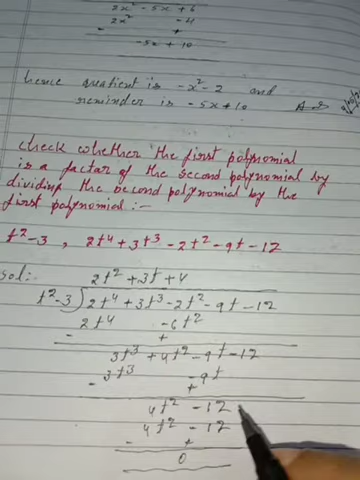 2x² - 5x + 6
2x² - 4
- +
-5x + 10
hence quatient is -x²-2 and
reminder is -5x+10
Check whether the first polynomial
is a factor of the second polynomial by
dividing the second polynomial by the
first polynomial :-
t²-3 , 2t⁴+3t³-2t²-9t-12
Sol:
2t²+3t+4
t²-3) 2t⁴+3t³-2t²-9t-12
2t⁴ -6t²
- +
3t³+4t²-9t-12
3t³ -9t
- +
4t² -12
4t² -12
- +
0